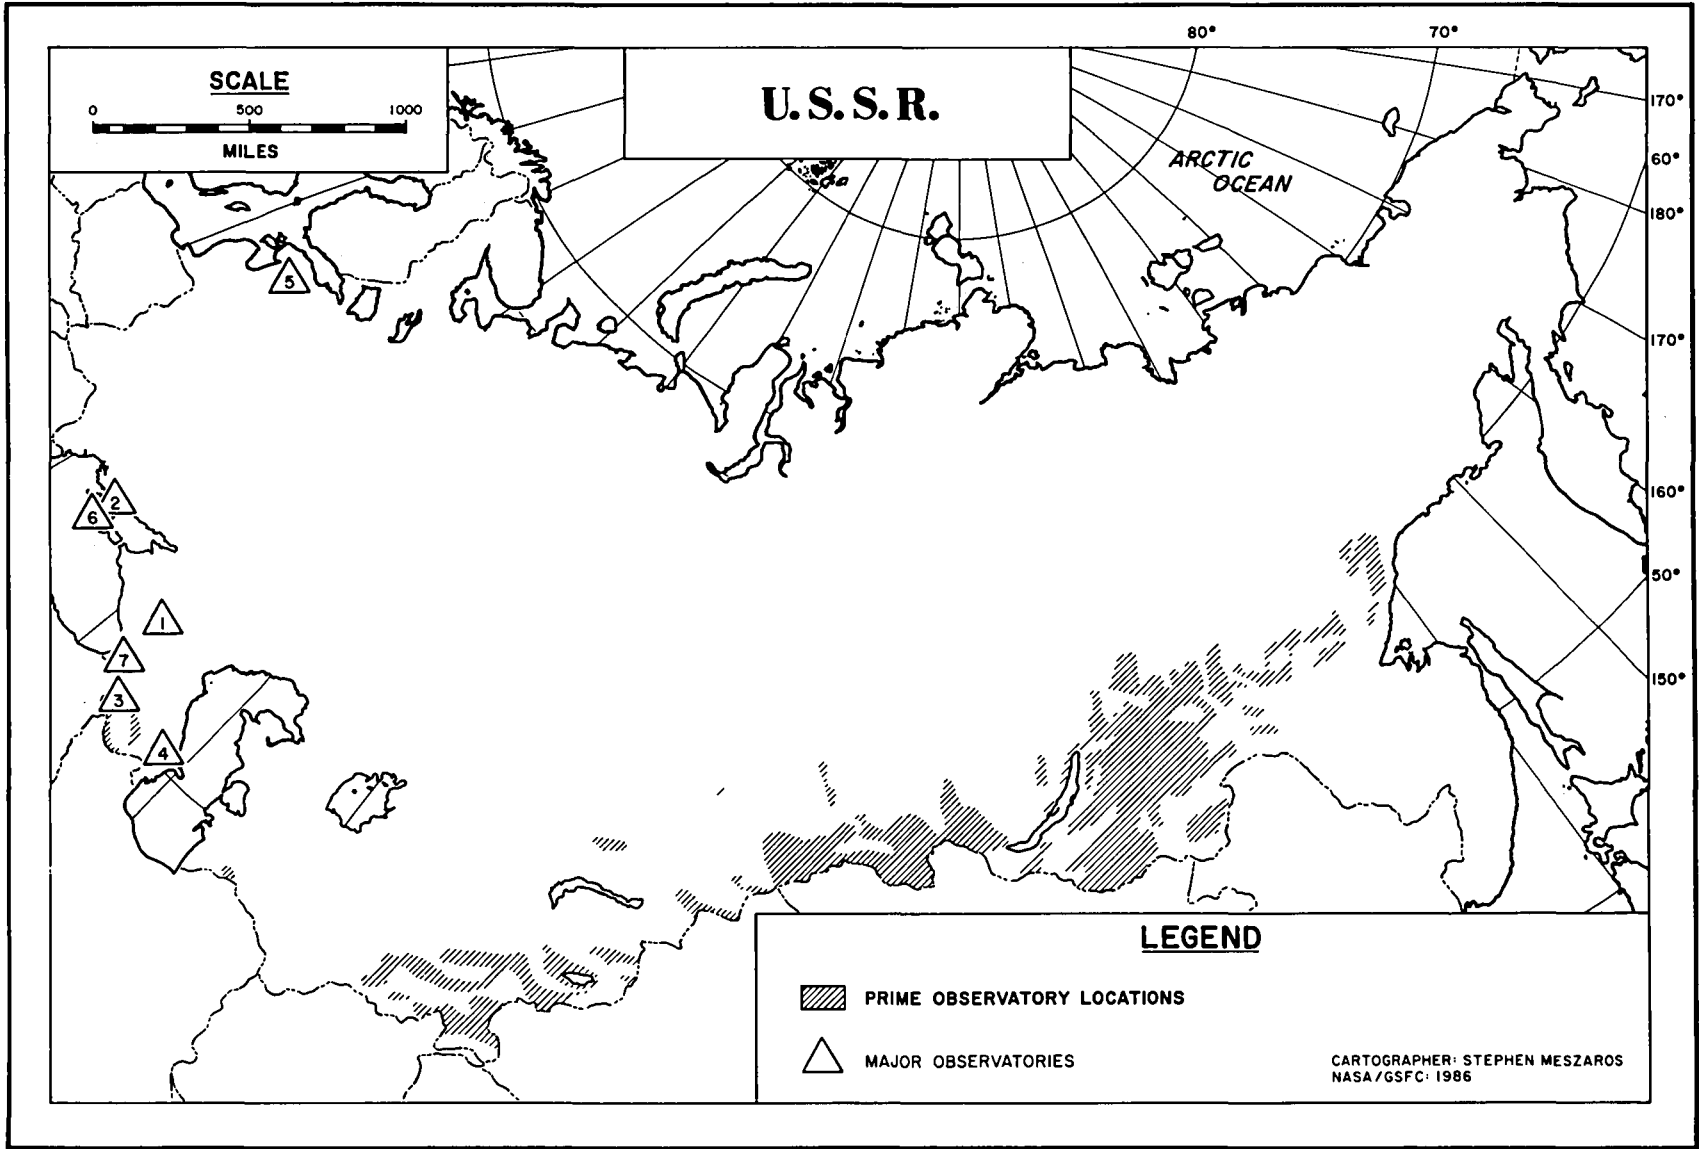 80° 70°
SCALE
0 500 1000
MILES
U.S.S.R.
ARCTIC
OCEAN
170°
60°
180°
170°
160°
50°
150°
5
2
6
1
7
3
4
LEGEND
PRIME OBSERVATORY LOCATIONS
MAJOR OBSERVATORIES
CARTOGRAPHER: STEPHEN MESZAROS
NASA/GSFC: 1986